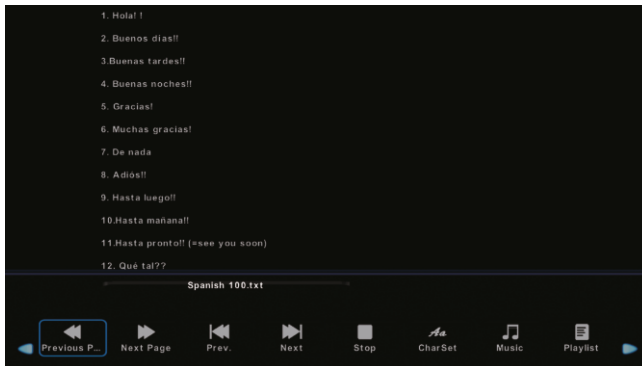 1. Hola! !
2. Buenos días!!
3.Buenas tardes!!
4. Buenas noches!!
5. Gracias!
6. Muchas gracias!
7. De nada
8. Adiós!!
9. Hasta luego!!
10.Hasta mañana!!
11.Hasta pronto!! (=see you soon)
12. Qué tal??
Spanish 100.txt
Previous P... Next Page Prev. Next Stop CharSet Music Playlist